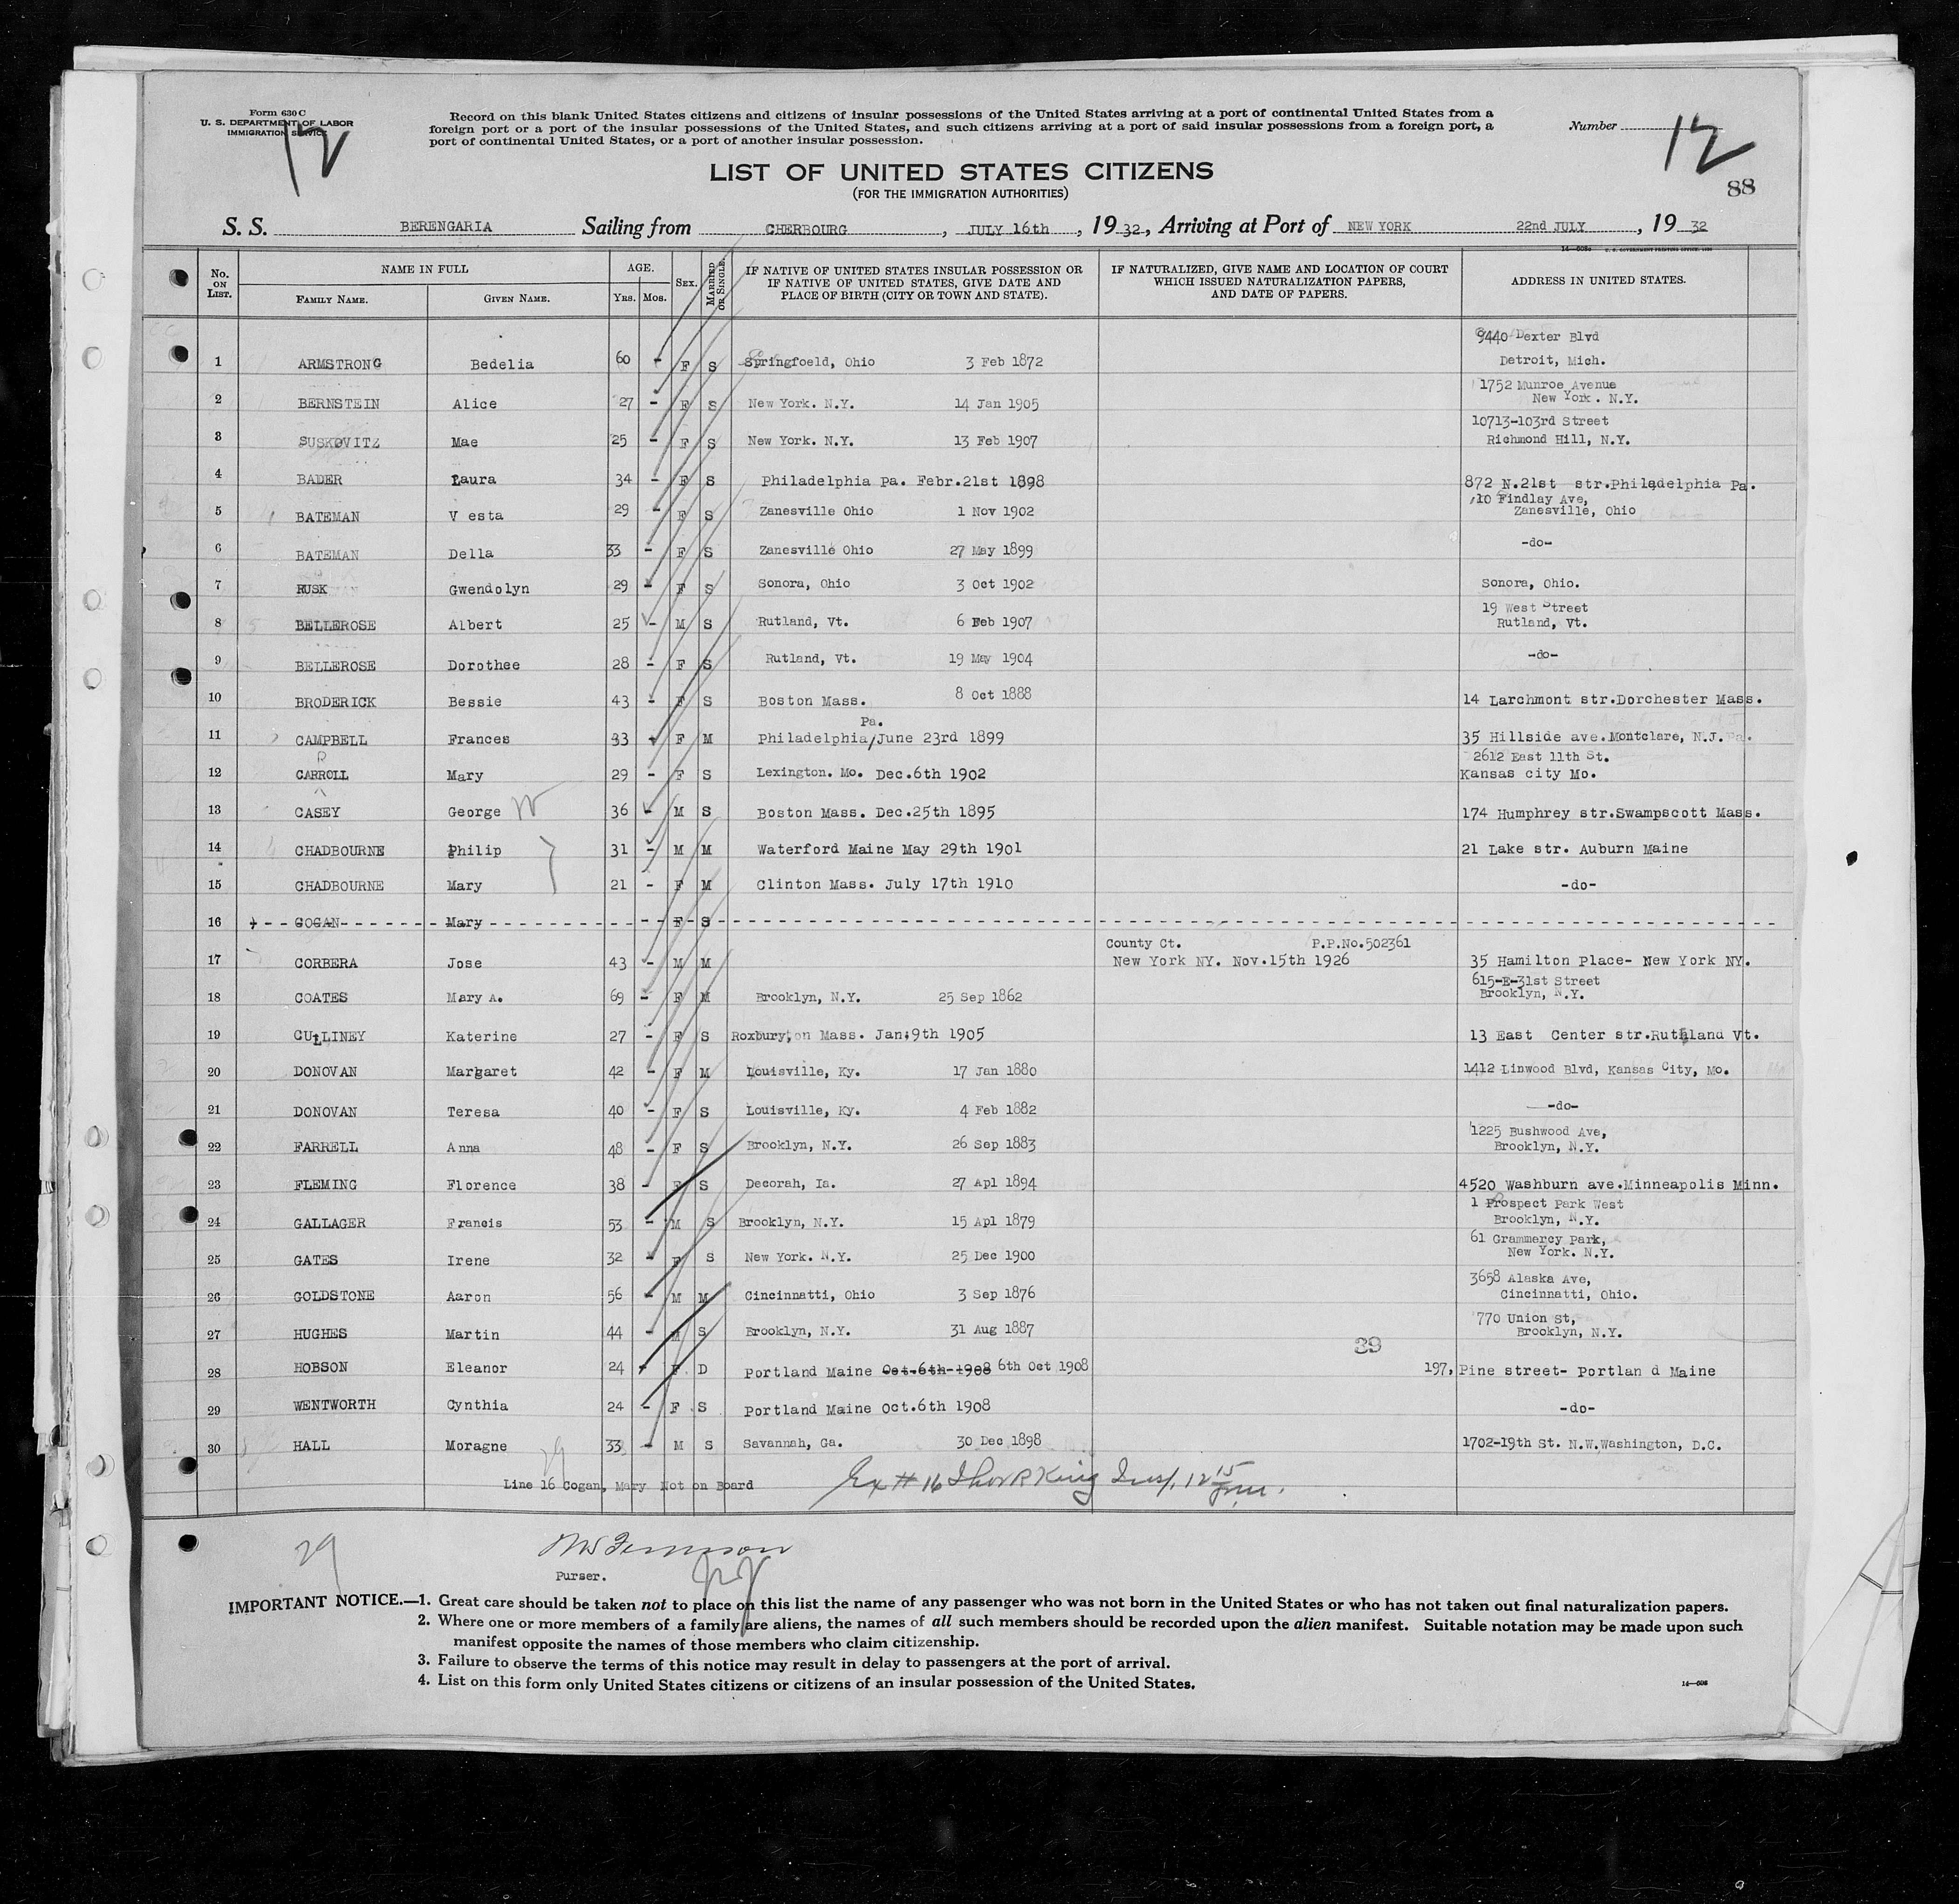 Form 630 C
U. S. DEPARTMENT OF LABOR
IMMIGRATION SERVICE
12
Record on this blank United States citizens and citizens of insular possessions of the United States arriving at a port of continental United States from a
foreign port or a port of the insular possessions of the United States, and such citizens arriving at a port of said insular possessions from a foreign port, a
port of continental United States, or a port of another insular possession.
Number
12
88
LIST OF UNITED STATES CITIZENS
(FOR THE IMMIGRATION AUTHORITIES)
S. S. BERENGARIA Sailing from CHERBOURG , JULY 16th , 19 32, Arriving at Port of NEW YORK 22nd JULY , 19 32
No. ON LIST. NAME IN FULL FAMILY NAME. GIVEN NAME. AGE. YRS. MOS. SEX. MARRIED OR SINGLE. IF NATIVE OF UNITED STATES INSULAR POSSESSION OR IF NATIVE OF UNITED STATES, GIVE DATE AND PLACE OF BIRTH (CITY OR TOWN AND STATE). IF NATURALIZED, GIVE NAME AND LOCATION OF COURT WHICH ISSUED NATURALIZATION PAPERS, AND DATE OF PAPERS. ADDRESS IN UNITED STATES.
9440 Dexter Blvd
1 ARMSTRONG Bedelia 60 - F S Springfoeld, Ohio 3 Feb 1872 Detroit, Mich.
1752 Munroe Avenue
2 BERNSTEIN Alice 27 - F S New York. N.Y. 14 Jan 1905 New York. N.Y.
10713-103rd Street
3 SUSKOVITZ Mae 25 - F S New York. N.Y. 13 Feb 1907 Richmond Hill, N.Y.
4 BADER Laura 34 - F S Philadelphia Pa. Febr.21st 1898 872 N.21st str.Philadelphia Pa.
10 Findlay Ave,
5 BATEMAN V esta 29 - F S Zanesville Ohio 1 Nov 1902 Zanesville, Ohio
6 BATEMAN Della 33 - F S Zanesville Ohio 27 May 1899 -do-
7 RUSK Gwendolyn 29 - F S Sonora, Ohio 3 Oct 1902 Sonora, Ohio.
19 West Street
8 BELLEROSE Albert 25 - M S Rutland, Vt. 6 Feb 1907 Rutland, Vt.
9 BELLEROSE Dorothee 28 - F S Rutland, Vt. 19 May 1904 -do-
10 BRODERICK Bessie 43 - F S Boston Mass. 8 Oct 1888 14 Larchmont str.Dorchester Mass.
Pa.
11 CAMPBELL Frances 33 - F M Philadelphia/June 23rd 1899 35 Hillside ave.Montclare, N.J.
2612 East 11th St.
12 CARROLL Mary 29 - F S Lexington. Mo. Dec.6th 1902 Kansas city Mo.
13 CASEY George W 36 - M S Boston Mass. Dec.25th 1895 174 Humphrey str.Swampscott Mass.
14 CHADBOURNE Philip 31 - M M Waterford Maine May 29th 1901 21 Lake str. Auburn Maine
15 CHADBOURNE Mary 21 - F M Clinton Mass. July 17th 1910 -do-
16 COGAN Mary - - F S
County Ct. P.P.No.502361
17 CORBERA Jose 43 - M M New York NY. Nov.15th 1926 35 Hamilton Place- New York NY.
615-E-31st Street
18 COATES Mary A. 69 - F M Brooklyn, N.Y. 25 Sep 1862 Brooklyn, N.Y.
19 CULLINEY Katerine 27 - F S Roxbury, Mass. Jan.9th 1905 13 East Center str.Ruthland Vt.
20 DONOVAN Margaret 42 - F M Louisville, Ky. 17 Jan 1880 1412 Linwood Blvd, Kansas City, Mo.
21 DONOVAN Teresa 40 - F S Louisville, Ky. 4 Feb 1882 -do-
1225 Bushwood Ave,
22 FARRELL Anna 48 - F S Brooklyn, N.Y. 26 Sep 1883 Brooklyn, N.Y.
23 FLEMING Florence 38 - F S Decorah, Ia. 27 Apl 1894 4520 Washburn ave.Minneapolis Minn.
1 Prospect Park West
24 GALLAGER Francis 53 - M S Brooklyn, N.Y. 15 Apl 1879 Brooklyn, N.Y.
61 Grammercy Park,
25 GATES Irene 32 - F S New York. N.Y. 25 Dec 1900 New York. N.Y.
3658 Alaska Ave,
26 GOLDSTONE Aaron 56 - M M Cincinnatti, Ohio 3 Sep 1876 Cincinnatti, Ohio.
770 Union St,
27 HUGHES Martin 44 - M S Brooklyn, N.Y. 31 Aug 1887 Brooklyn, N.Y.
39
28 HOBSON Eleanor 24 - F D Portland Maine Oct.6th-1908 6th Oct 1908 197, Pine street- Portlan d Maine
29 WENTWORTH Cynthia 24 - F S Portland Maine Oct.6th 1908 -do-
30 HALL Moragne 33 - M S Savannah, Ga. 30 Dec 1898 1702-19th St. N.W.Washington, D.C.
29
Line 16 Cogan, Mary Not on Board Ex # 16 Thor R King Insp. 12 15
29
Purser.
IMPORTANT NOTICE.—1. Great care should be taken not to place on this list the name of any passenger who was not born in the United States or who has not taken out final naturalization papers.
2. Where one or more members of a family are aliens, the names of all such members should be recorded upon the alien manifest. Suitable notation may be made upon such
manifest opposite the names of those members who claim citizenship.
3. Failure to observe the terms of this notice may result in delay to passengers at the port of arrival.
4. List on this form only United States citizens or citizens of an insular possession of the United States.